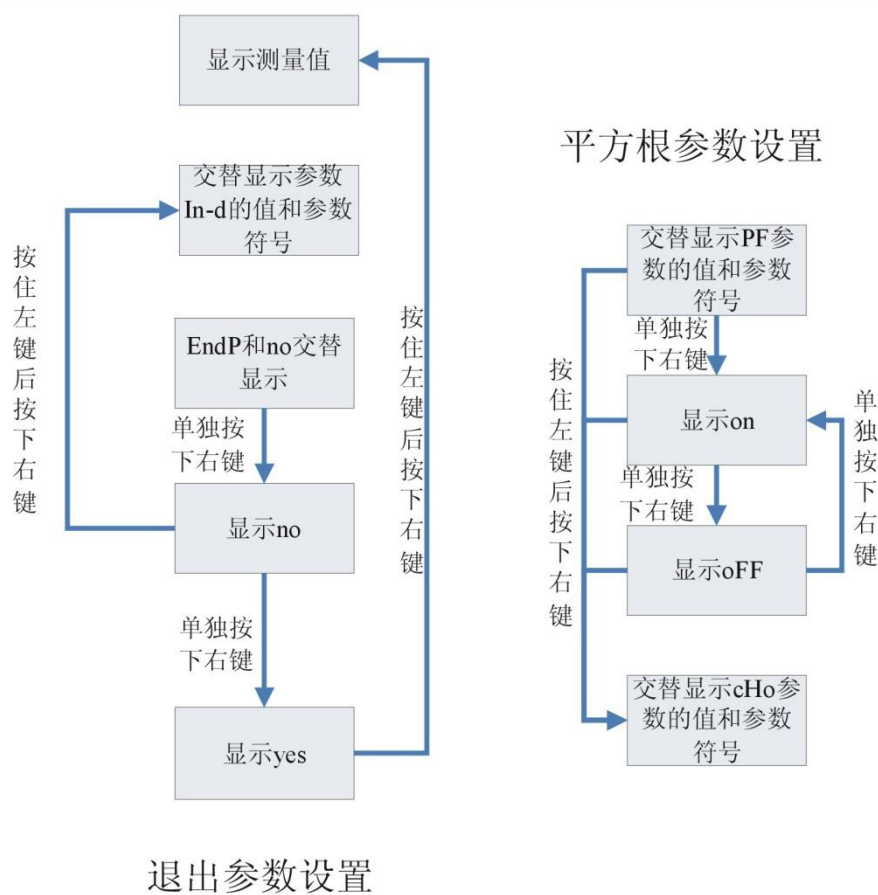 显示测量值
交替显示参数
In-d的值和参数
符号
EndP和no交替
显示
单独按
下右键
显示no
单独按
下右键
显示yes
按住左键后按下右键
按住左键后按下右键
退出参数设置
平方根参数设置
交替显示PF参
数的值和参数
符号
单独按
下右键
显示on
单独按
下右键
显示oFF
交替显示cHo参
数的值和参数
符号
按住左键后按下右键
单独按下右键